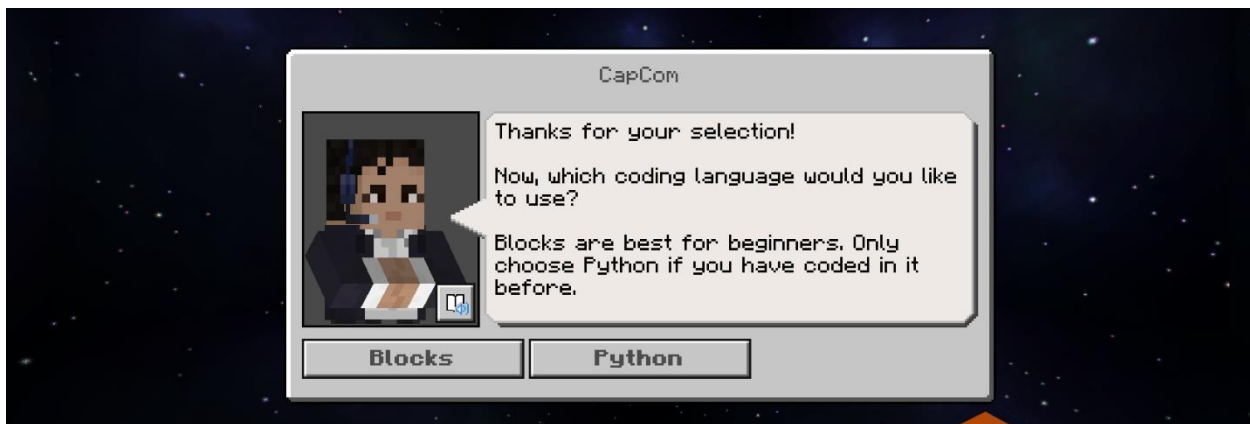 CapCom
Thanks for your selection!
Now, which coding language would you like
to use?
Blocks are best for beginners. Only
choose Python if you have coded in it
before.
Blocks
Python